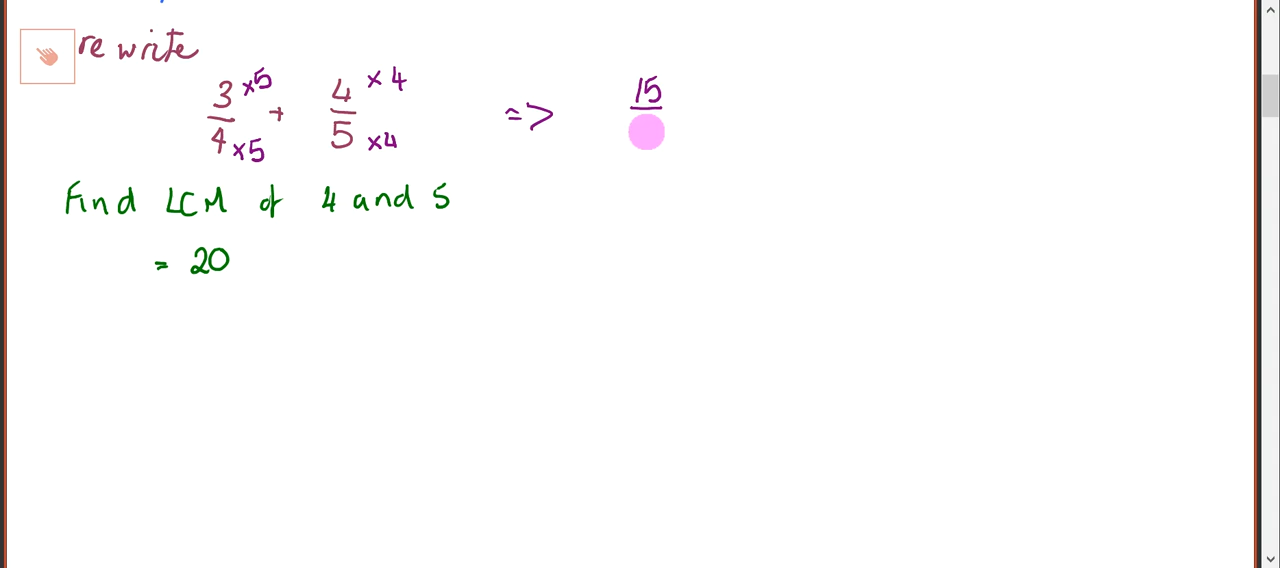 re write
3 ×5 + 4 ×4 => 15
4 ×5 5 ×4
Find LCM of 4 and 5
= 20